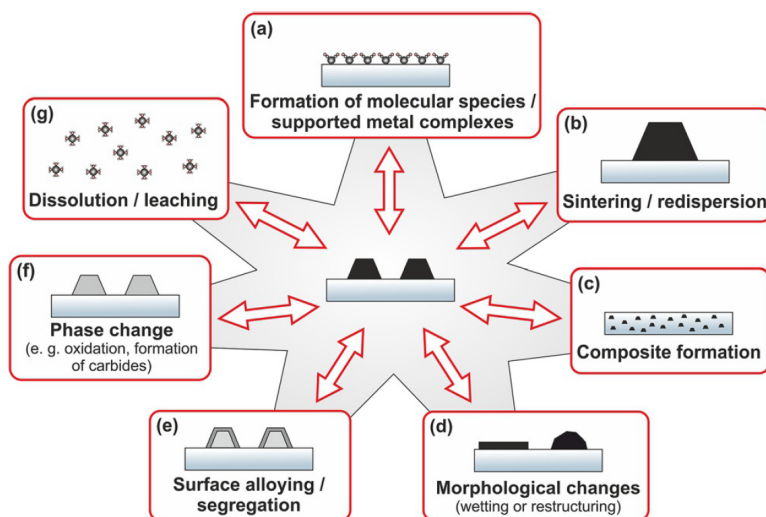 (a)
Formation of molecular species /
supported metal complexes
(b)
Sintering / redispersion
(c)
Composite formation
(d)
Morphological changes
(wetting or restructuring)
(e)
Surface alloying /
segregation
(f)
Phase change
(e. g. oxidation, formation
of carbides)
(g)
Dissolution / leaching